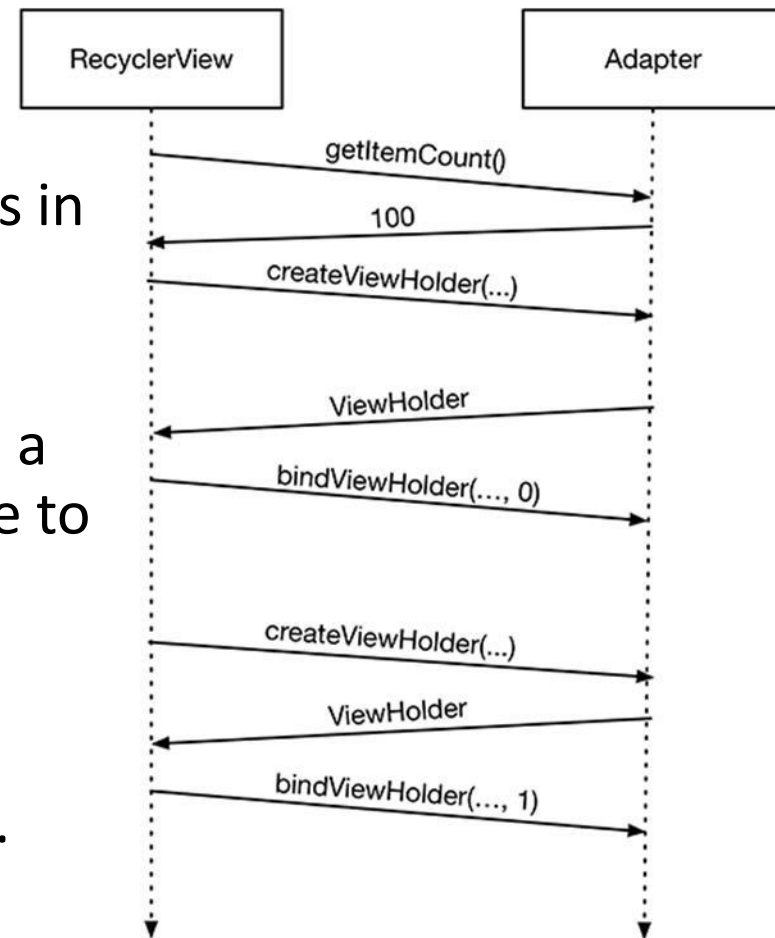 RecyclerView
Adapter
getItemCount()
s in
100
createViewHolder(...)
ViewHolder
a
bindViewHolder(..., 0)
e to
createViewHolder(...)
ViewHolder
bindViewHolder(..., 1)
.